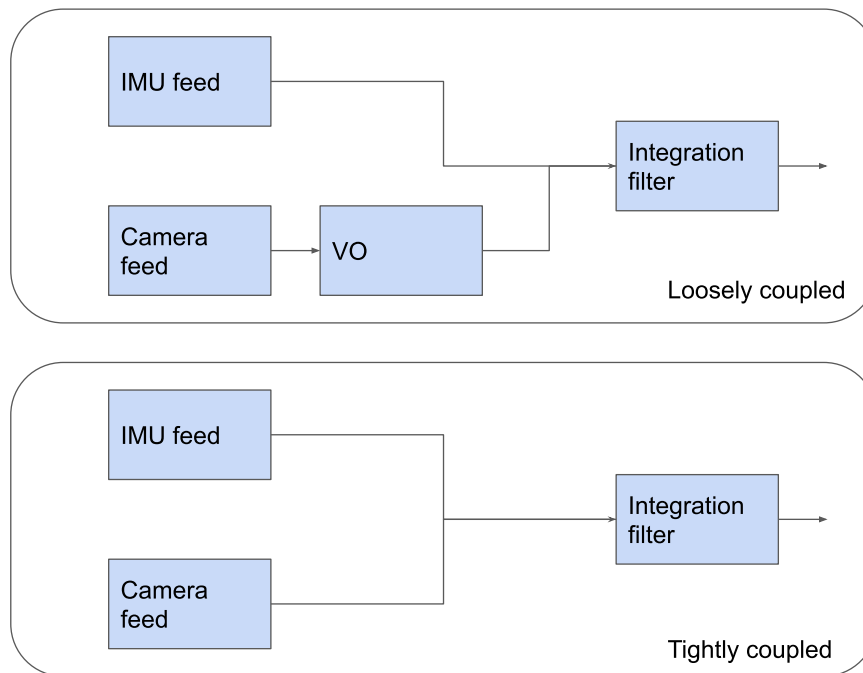 IMU feed
Integration
filter
Camera
feed
VO
Loosely coupled
IMU feed
Integration
filter
Camera
feed
Tightly coupled